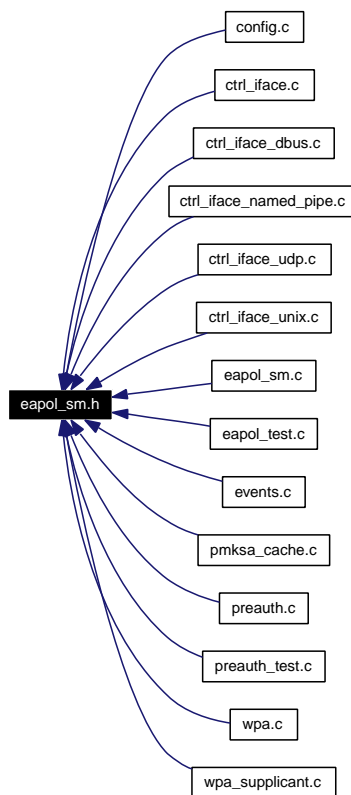 config.c
ctrl_iface.c
ctrl_iface_dbus.c
ctrl_iface_named_pipe.c
ctrl_iface_udp.c
ctrl_iface_unix.c
eapol_sm.c
eapol_sm.h
eapol_test.c
events.c
pmksa_cache.c
preauth.c
preauth_test.c
wpa.c
wpa_supplicant.c